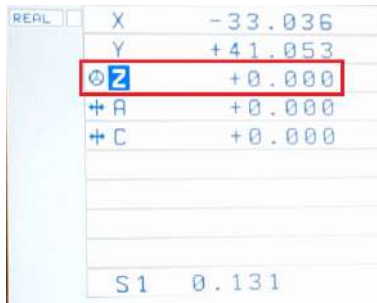 REAL X -33.036
Y +41.053
Z +0.000
A +0.000
C +0.000
S1 0.131